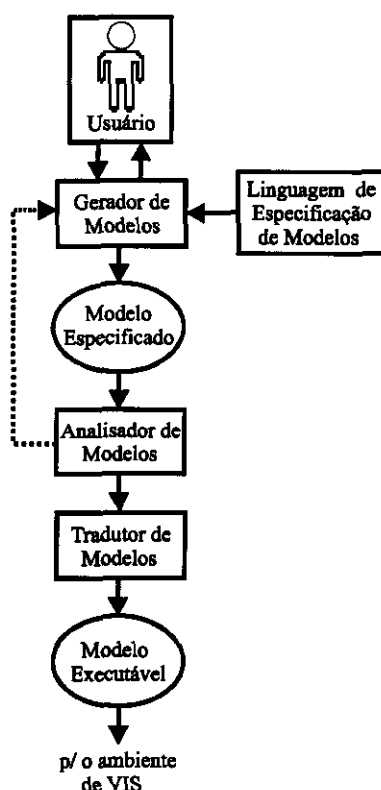 Usuário
Gerador de
Modelos
Linguagem de
Especificação
de Modelos
Modelo
Especificado
Analisador de
Modelos
Tradutor de
Modelos
Modelo
Executável
p/ o ambiente
de VIS